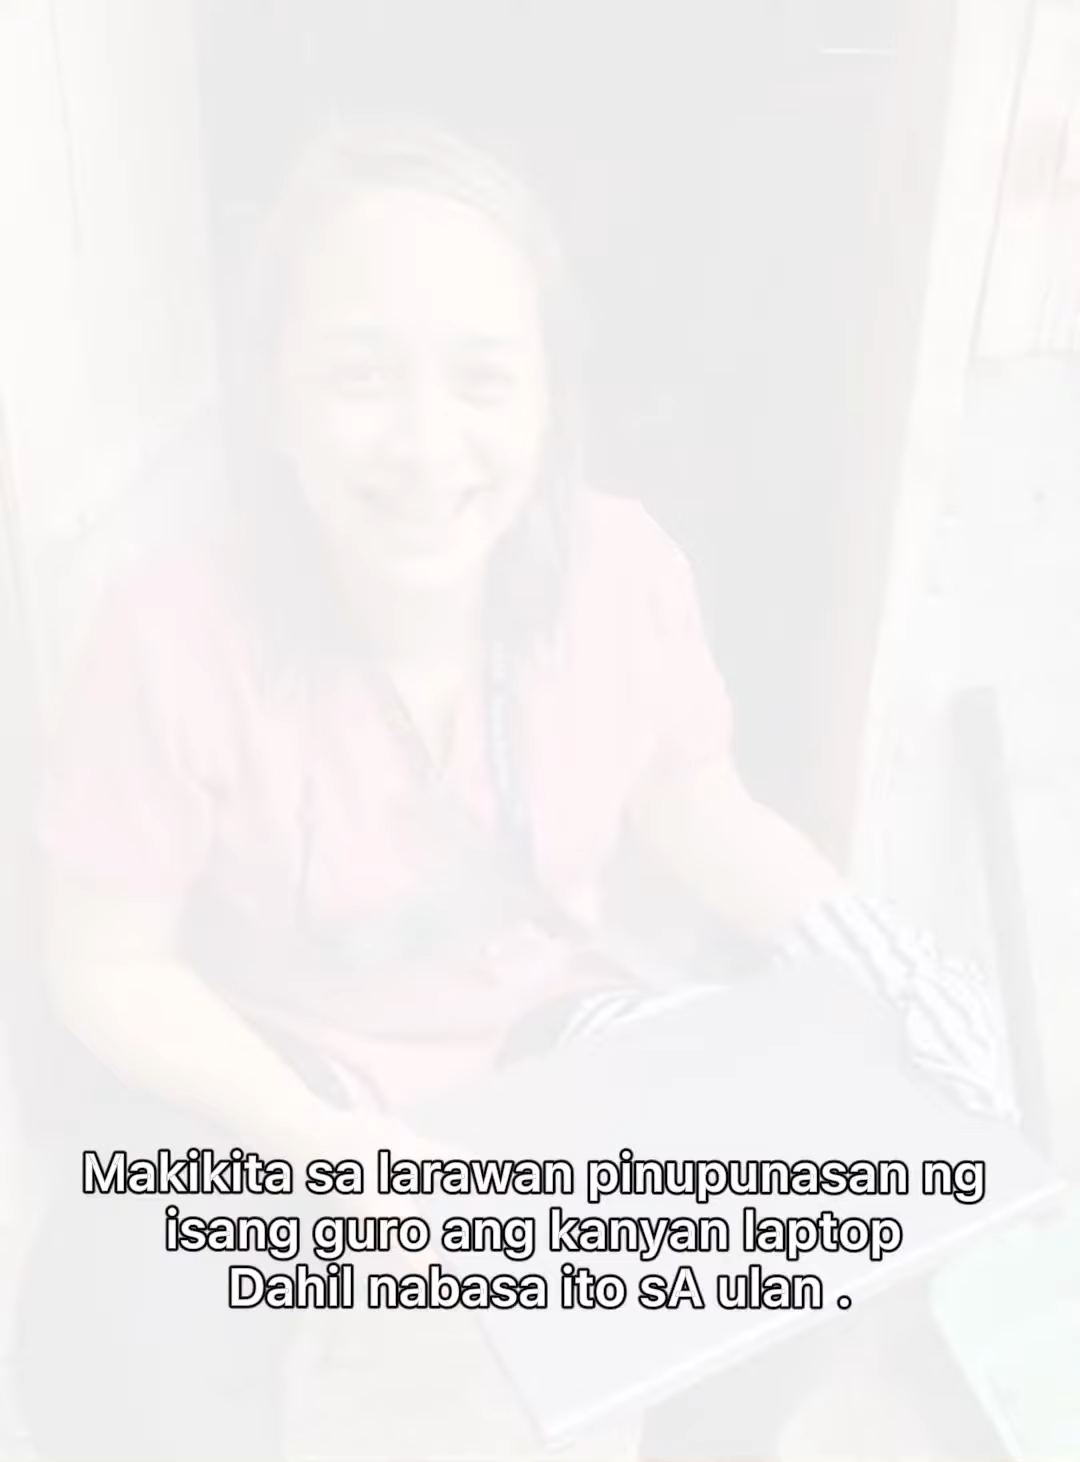 Makikita sa larawan pinupunasan ng
isang guro ang kanyan laptop
Dahil nabasa ito sA ulan .